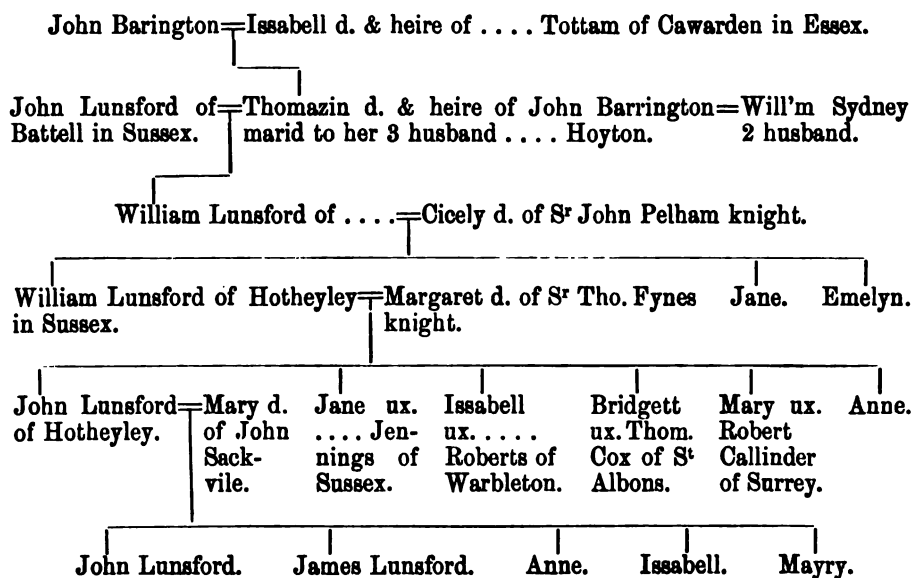 John Barington=Issabell d. & heire of . . . . Tottam of Cawarden in Essex.
John Lunsford of=Thomazin d. & heire of John Barrington=Will'm Sydney
Battell in Sussex. marid to her 3 husband . . . . Hoyton. 2 husband.
William Lunsford of . . . .=Cicely d. of Sʳ John Pelham knight.
William Lunsford of Hotheyley=Margaret d. of Sʳ Tho. Fynes Jane. Emelyn.
in Sussex. knight.
John Lunsford=Mary d. Jane ux. Issabell Bridgett Mary ux. Anne.
of Hotheyley. of John . . . . Jen- ux. . . . . . ux. Thom. Robert
Sack- nings of Roberts of Cox of Sᵗ Callinder
vile. Sussex. Warbleton. Albons. of Surrey.
John Lunsford. James Lunsford. Anne. Issabell. Mayry.